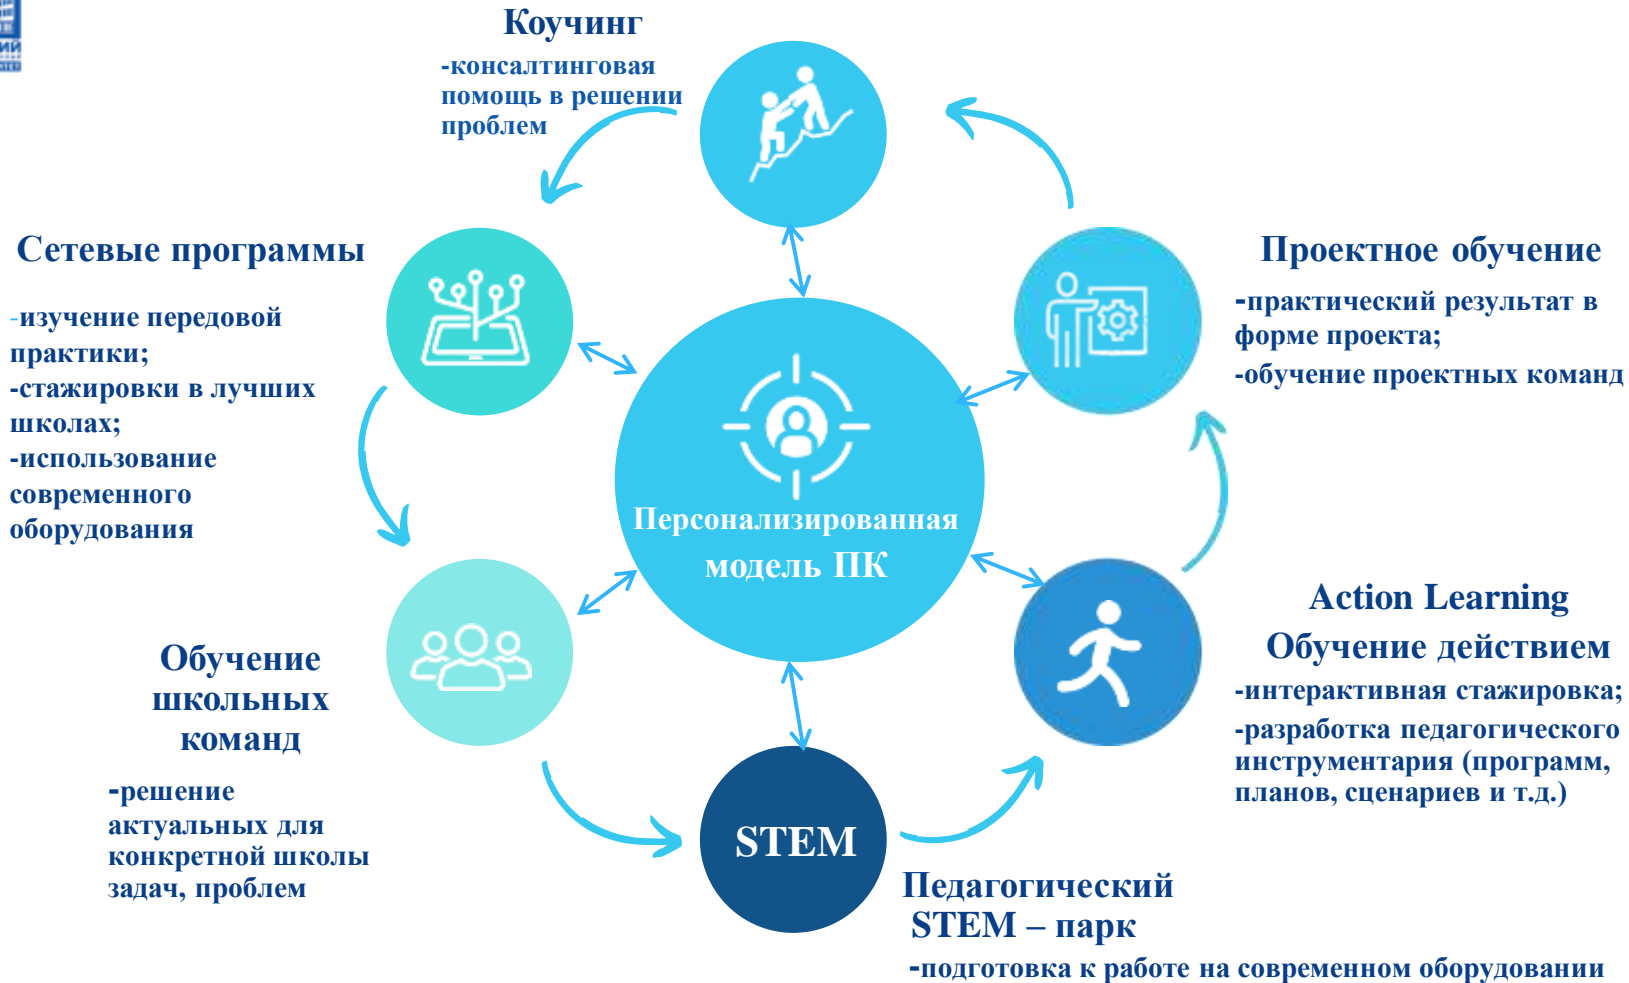 Коучинг
-консалтинговая
помощь в решении
проблем
Сетевые программы
-изучение передовой
практики;
-стажировки в лучших
школах;
-использование
современного
оборудования
Проектное обучение
-практический результат в
форме проекта;
-обучение проектных команд
Персонализированная
модель ПК
Обучение
школьных
команд
-решение
актуальных для
конкретной школы
задач, проблем
Action Learning
Обучение действием
-интерактивная стажировка;
-разработка педагогического
инструментария (программ,
планов, сценариев и т.д.)
STEM
Педагогический
STEM – парк
-подготовка к работе на современном оборудовании